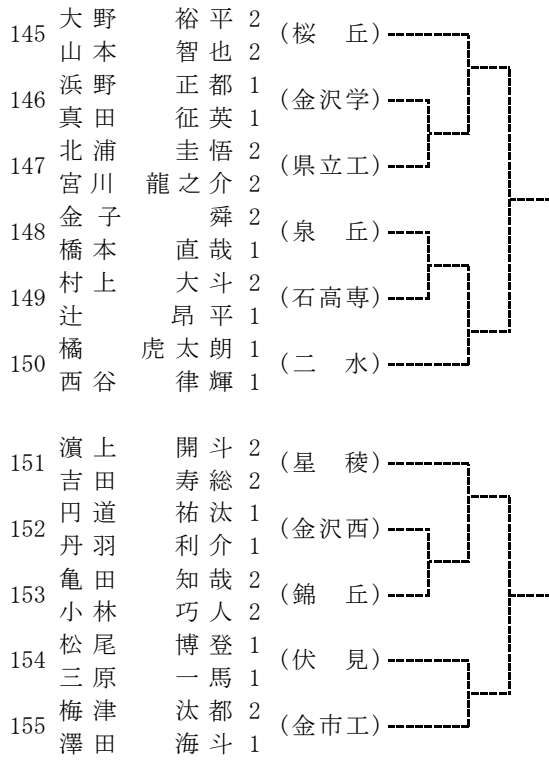 145 大野 裕平 2 (桜 丘)
山本 智也 2
146 浜野 正都 1 (金沢学)
真田 征英 1
147 北浦 圭悟 2 (県立工)
宮川 龍之介 2
148 金子 舜 2 (泉 丘)
橋本 直哉 1
149 村上 大斗 2 (石高専)
辻 昂平 1
150 橘 虎太朗 1 (二 水)
西谷 律輝 1
151 濵上 開斗 2 (星 稜)
吉田 寿総 2
152 円道 祐汰 1 (金沢西)
丹羽 利介 1
153 亀田 知哉 2 (錦 丘)
小林 巧人 2
154 松尾 博登 1 (伏 見)
三原 一馬 1
155 梅津 汰都 2 (金市工)
澤田 海斗 1